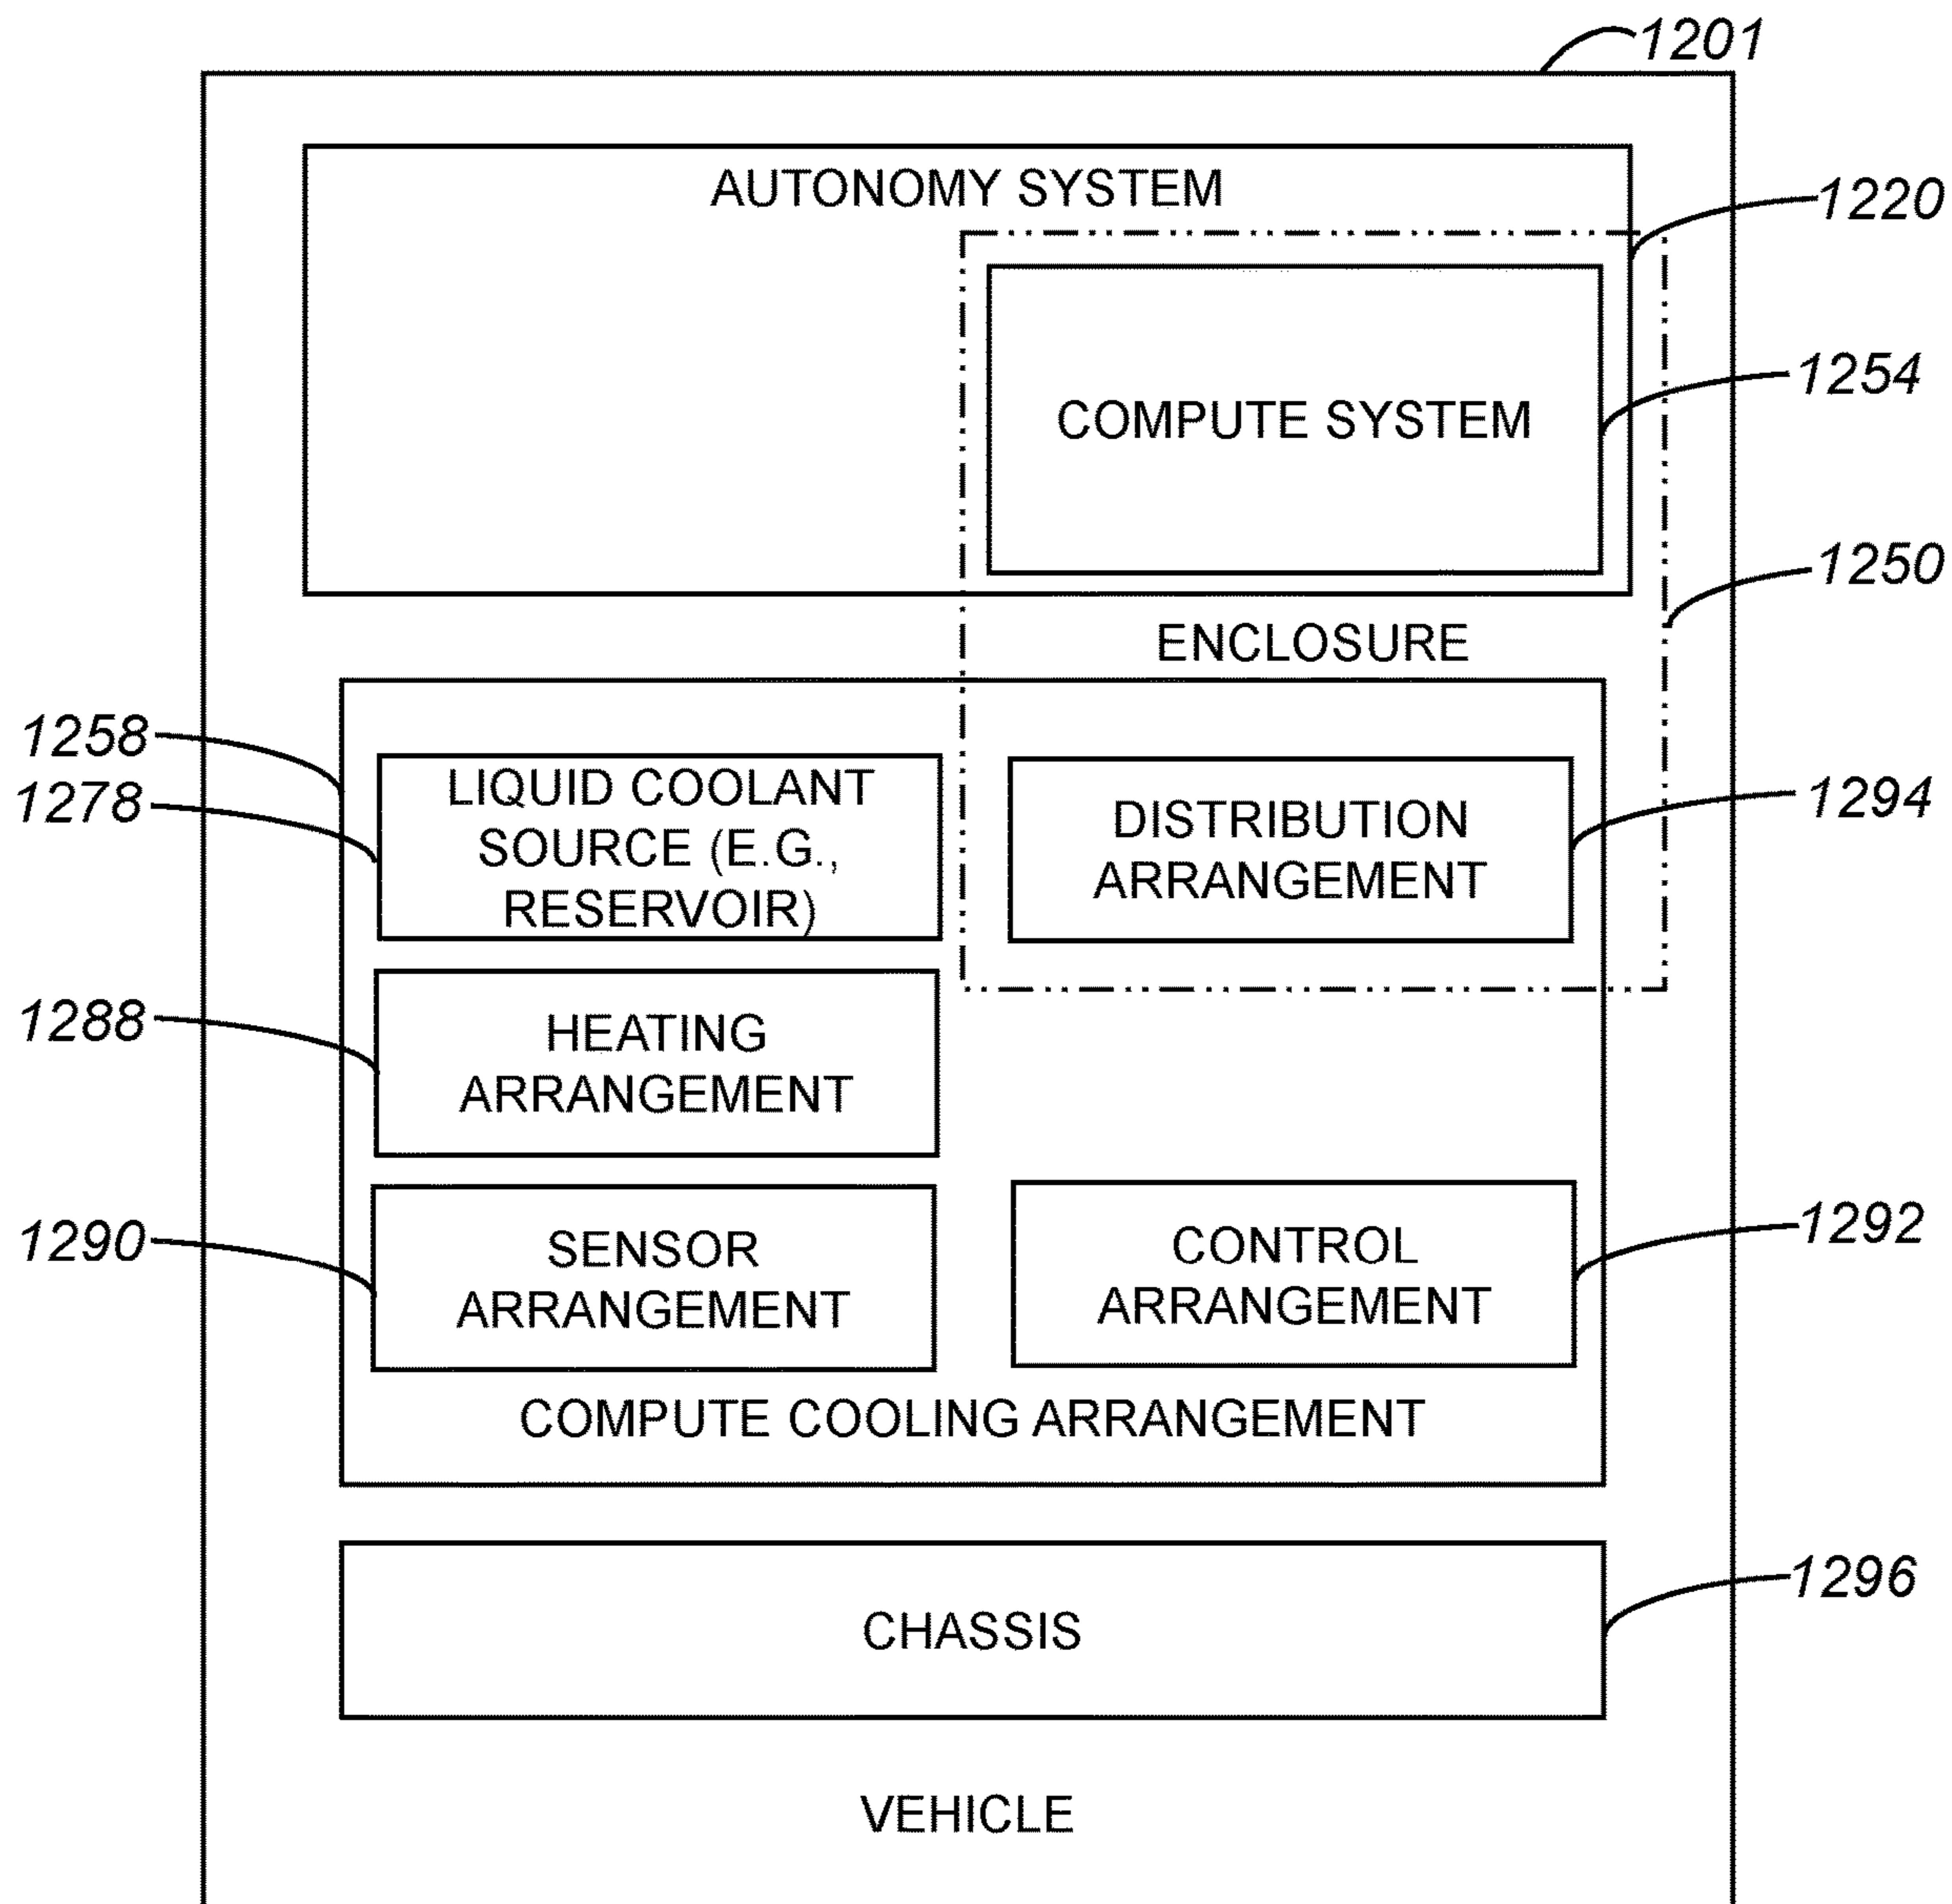 1201
AUTONOMY SYSTEM
1220
1254
COMPUTE SYSTEM
1250
ENCLOSURE
1258
1278
LIQUID COOLANT
SOURCE (E.G.,
RESERVOIR)
DISTRIBUTION
ARRANGEMENT
1294
1288
HEATING
ARRANGEMENT
1290
SENSOR
ARRANGEMENT
CONTROL
ARRANGEMENT
1292
COMPUTE COOLING ARRANGEMENT
CHASSIS
1296
VEHICLE